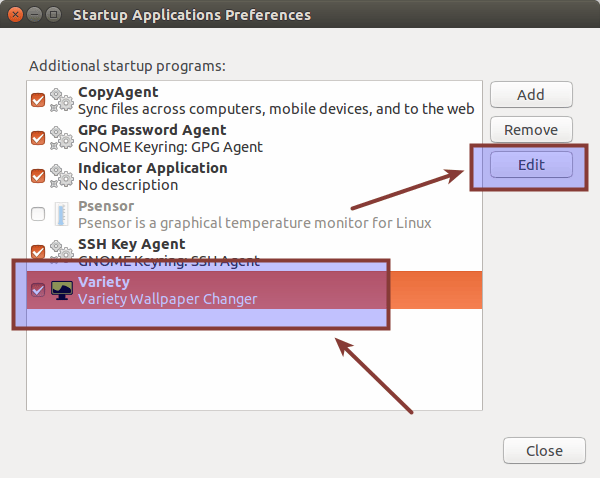 Startup Applications Preferences
Additional startup programs:
CopyAgent
Sync files across computers, mobile devices, and to the web
GPG Password Agent
GNOME Keyring: GPG Agent
Indicator Application
No description
Psensor
Psensor is a graphical temperature monitor for Linux
SSH Key Agent
GNOME Keyring: SSH Agent
Variety
Variety Wallpaper Changer
Add
Remove
Edit
Close